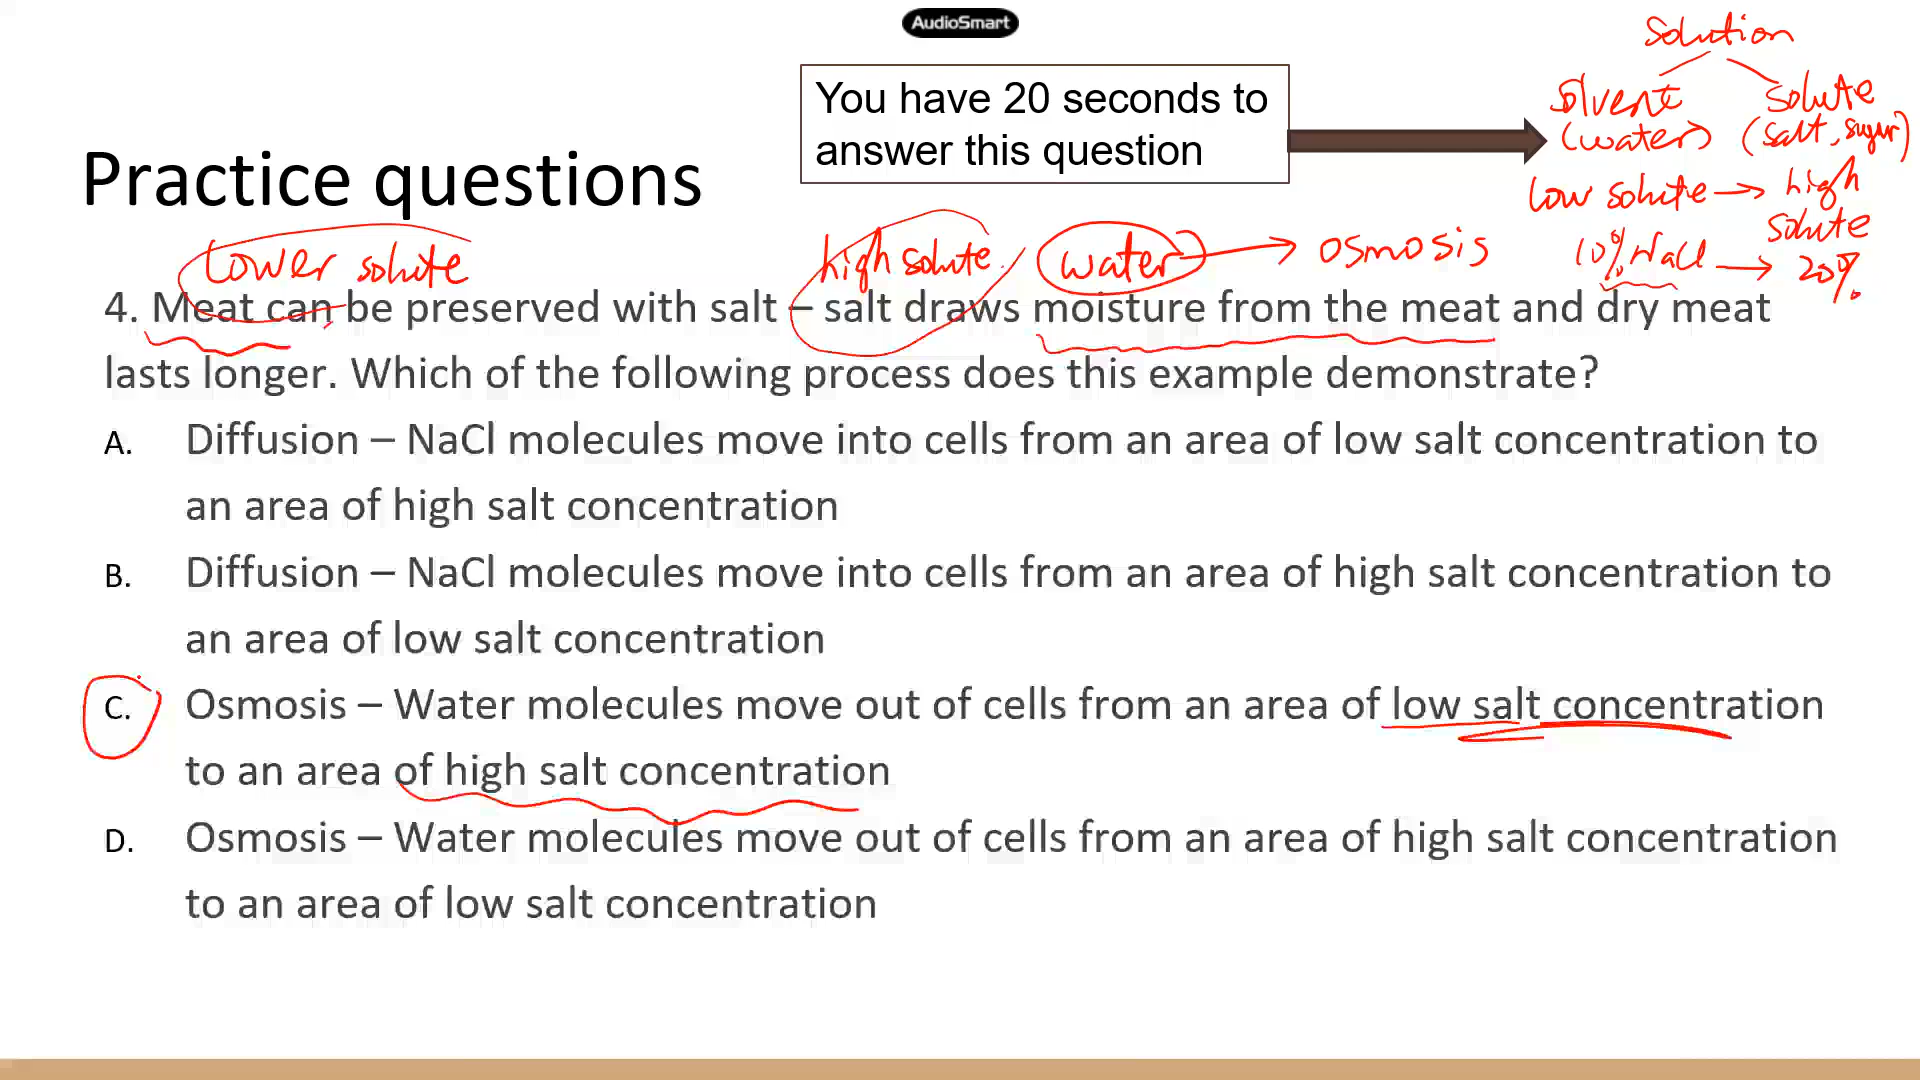 AudioSmart
Solution
You have 20 seconds to
answer this question
solvent solute
(water) (salt, sugar)
Practice questions
low solute → high
solute
10% NaCl → 20%
lower solute high solute water → osmosis
4. Meat can be preserved with salt – salt draws moisture from the meat and dry meat
lasts longer. Which of the following process does this example demonstrate?
A. Diffusion – NaCl molecules move into cells from an area of low salt concentration to
an area of high salt concentration
B. Diffusion – NaCl molecules move into cells from an area of high salt concentration to
an area of low salt concentration
C. Osmosis – Water molecules move out of cells from an area of low salt concentration
to an area of high salt concentration
D. Osmosis – Water molecules move out of cells from an area of high salt concentration
to an area of low salt concentration